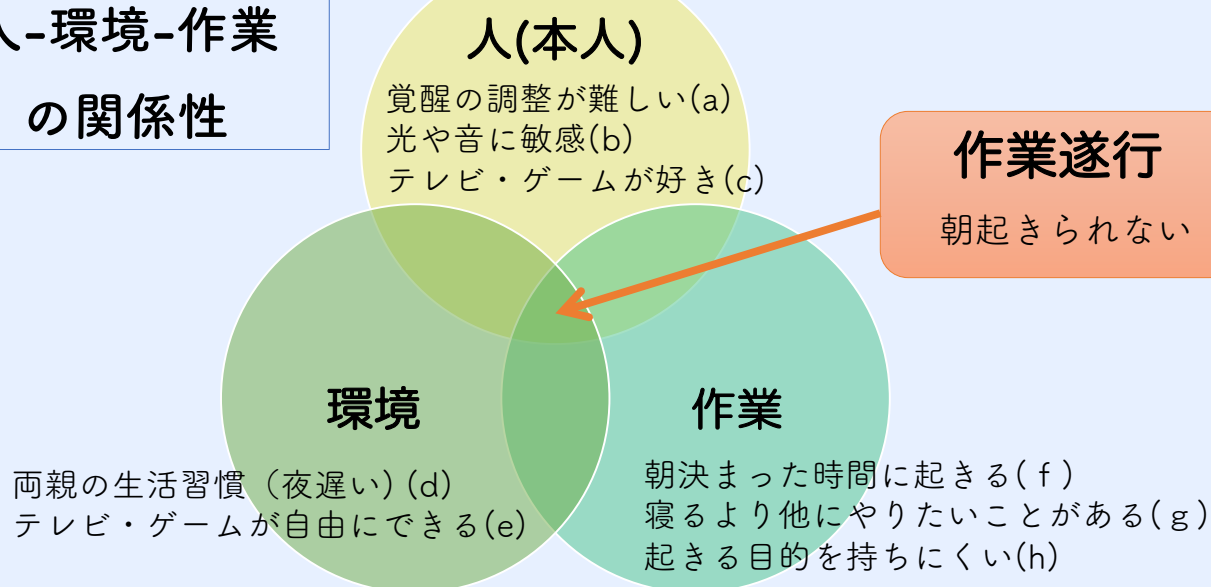 人-環境-作業
の関係性
人(本人)
覚醒の調整が難しい(a)
光や音に敏感(b)
テレビ・ゲームが好き(c)
作業遂行
朝起きられない
環境
両親の生活習慣（夜遅い) (d)
テレビ・ゲームが自由にできる(e)
作業
朝決まった時間に起きる(ｆ)
寝るより他にやりたいことがある(ｇ)
起きる目的を持ちにくい(h)